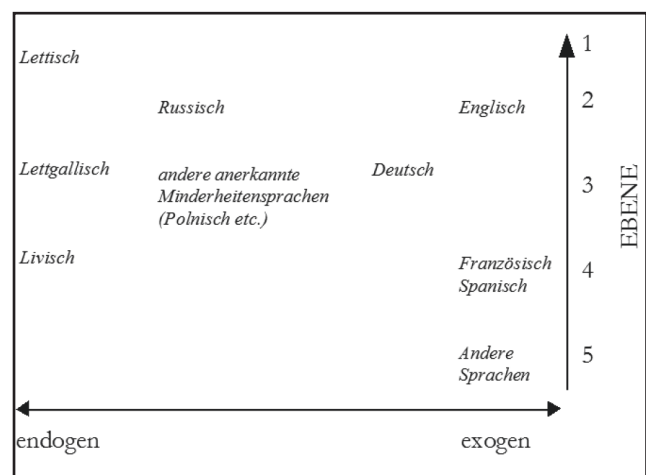 1
Lettisch
Russisch
Englisch
2
Lettgallisch
andere anerkannte
Minderheitensprachen
(Polnisch etc.)
Deutsch
3
EBENE
Livisch
Französisch
Spanisch
4
Andere
Sprachen
5
endogen
exogen